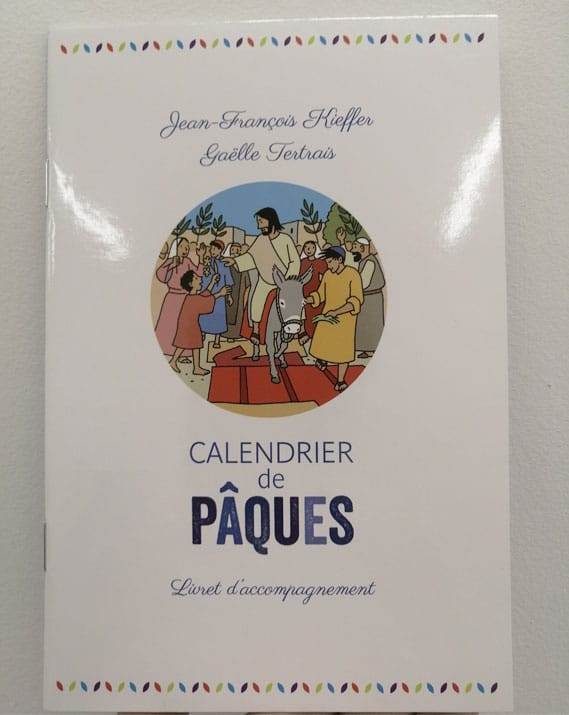 Jean-François Kieffer
Gaëlle Tertrais
CALENDRIER
de
PÂQUES
Livret d'accompagnement